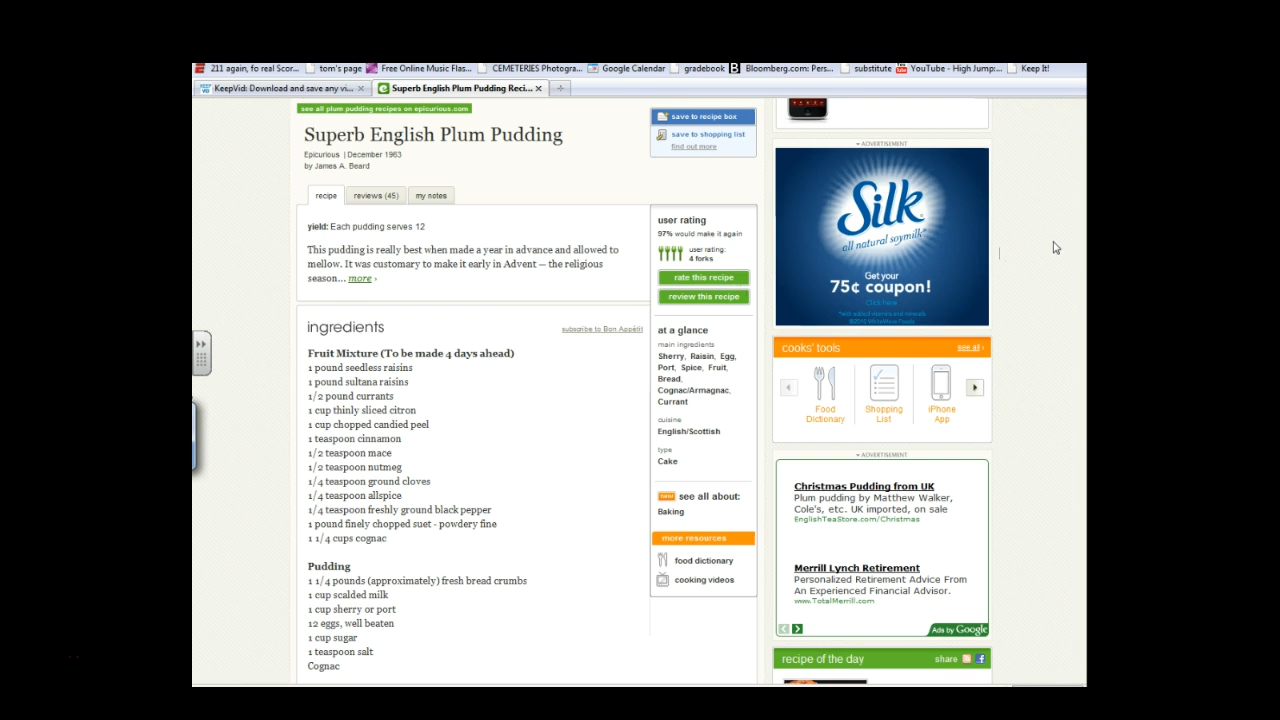 211 again, fo real Scor... tom's page Free Online Music Flas... CEMETERIES Photogra... Google Calendar gradebook B Bloomberg.com: Pers... substitute YouTube - High Jump:... Keep It!
KeepVid: Download and save any vi... Superb English Plum Pudding Reci...
see all plum pudding recipes on epicurious.com
Superb English Plum Pudding
Epicurious | December 1963
by James A. Beard
save to recipe box
save to shopping list
find out more
recipe reviews (45) my notes
yield: Each pudding serves 12
This pudding is really best when made a year in advance and allowed to
mellow. It was customary to make it early in Advent — the religious
season... more ›
ingredients
subscribe to Bon Appétit
Fruit Mixture (To be made 4 days ahead)
1 pound seedless raisins
1 pound sultana raisins
1/2 pound currants
1 cup thinly sliced citron
1 cup chopped candied peel
1 teaspoon cinnamon
1/2 teaspoon mace
1/2 teaspoon nutmeg
1/4 teaspoon ground cloves
1/4 teaspoon allspice
1/4 teaspoon freshly ground black pepper
1 pound finely chopped suet - powdery fine
1 1/4 cups cognac
Pudding
1 1/4 pounds (approximately) fresh bread crumbs
1 cup scalded milk
1 cup sherry or port
12 eggs, well beaten
1 cup sugar
1 teaspoon salt
Cognac
user rating
97% would make it again
user rating:
4 forks
rate this recipe
review this recipe
at a glance
main ingredients
Sherry, Raisin, Egg,
Port, Spice, Fruit,
Bread,
Cognac/Armagnac,
Currant
cuisine
English/Scottish
type
Cake
see all about:
Baking
more resources
food dictionary
cooking videos
ADVERTISEMENT
Silk
all natural soymilk
Get your
75¢ coupon!
Click here
*with added vitamins and minerals
©2010 WhiteWave Foods
cooks' tools
see all ›
Food
Dictionary
Shopping
List
iPhone
App
ADVERTISEMENT
Christmas Pudding from UK
Plum pudding by Matthew Walker,
Cole's, etc. UK imported, on sale
EnglishTeaStore.com/Christmas
Merrill Lynch Retirement
Personalized Retirement Advice From
An Experienced Financial Advisor.
www.TotalMerrill.com
Ads by Google
recipe of the day
share